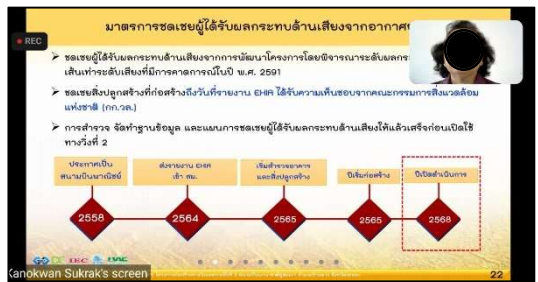 มาตรการชดเชยผู้ได้รับผลกระทบด้านเสียงจากอากาศ
REC
➤ ชดเชยผู้ได้รับผลกระทบด้านเสียงจากการพัฒนาโครงการโดยพิจารณาระดับผลกระ
เส้นเท่าระดับเสียงที่มีการคาดการณ์ในปี พ.ศ. 2591
➤ ชดเชยสิ่งปลูกสร้างที่ก่อสร้างถึงวันที่รายงาน EHIA ได้รับความเห็นชอบจากคณะกรรมการสิ่งแวดล้อม
แห่งชาติ (กก.วล.)
➤ การสำรวจ จัดทำฐานข้อมูล และแผนการชดเชยผู้ได้รับผลกระทบด้านเสียงให้แล้วเสร็จก่อนเปิดใช้
ทางวิ่งที่ 2
ประกาศเป็น
สนามบินพาณิชย์
ส่งรายงาน EHIA
เข้า สผ.
เริ่มสำรวจอาคาร
และสิ่งปลูกสร้าง
ปีเริ่มก่อสร้าง
ปีเปิดดำเนินการ
2558
2564
2565
2565
2568
Kanokwan Sukrak's screen
22